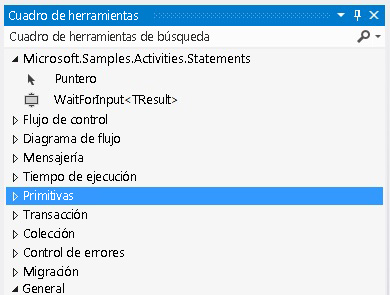 Cuadro de herramientas
Cuadro de herramientas de búsqueda
Microsoft.Samples.Activities.Statements
Puntero
WaitForInput<TResult>
Flujo de control
Diagrama de flujo
Mensajería
Tiempo de ejecución
Primitivas
Transacción
Colección
Control de errores
Migración
General